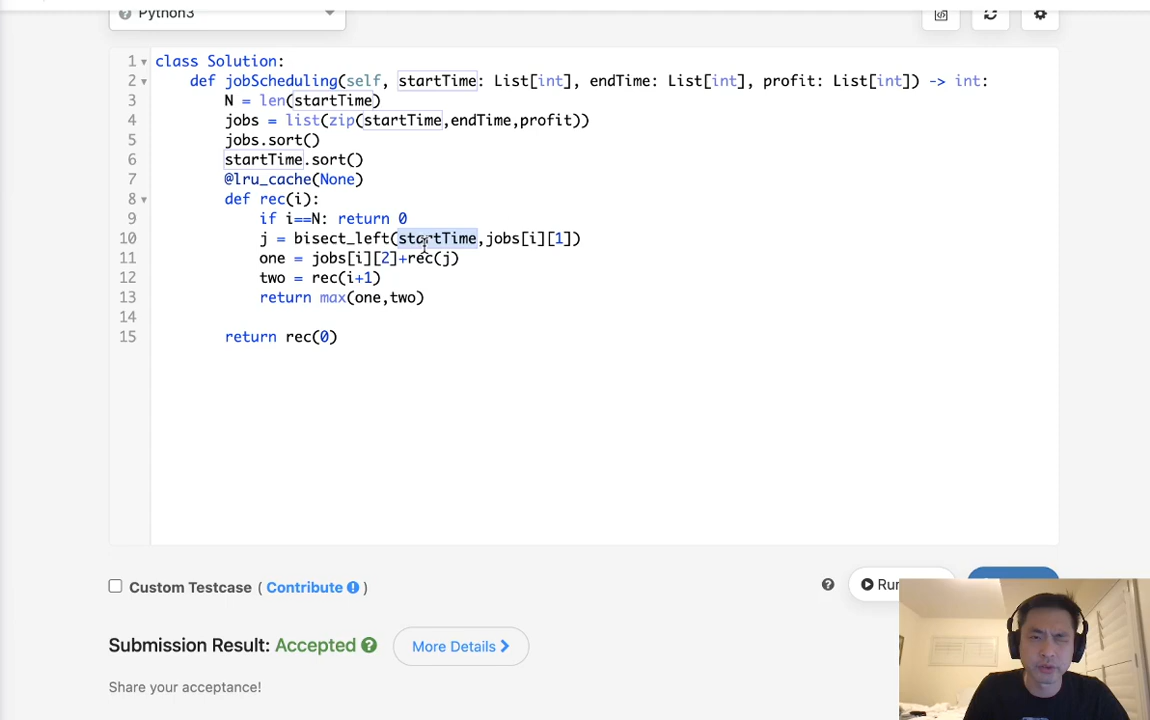 Python3
1 class Solution:
2 def jobScheduling(self, startTime: List[int], endTime: List[int], profit: List[int]) -> int:
3 N = len(startTime)
4 jobs = list(zip(startTime,endTime,profit))
5 jobs.sort()
6 startTime.sort()
7 @lru_cache(None)
8 def rec(i):
9 if i==N: return 0
10 j = bisect_left(startTime,jobs[i][1])
11 one = jobs[i][2]+rec(j)
12 two = rec(i+1)
13 return max(one,two)
14
15 return rec(0)
Custom Testcase ( Contribute )
Run
Submission Result: Accepted
More Details
Share your acceptance!